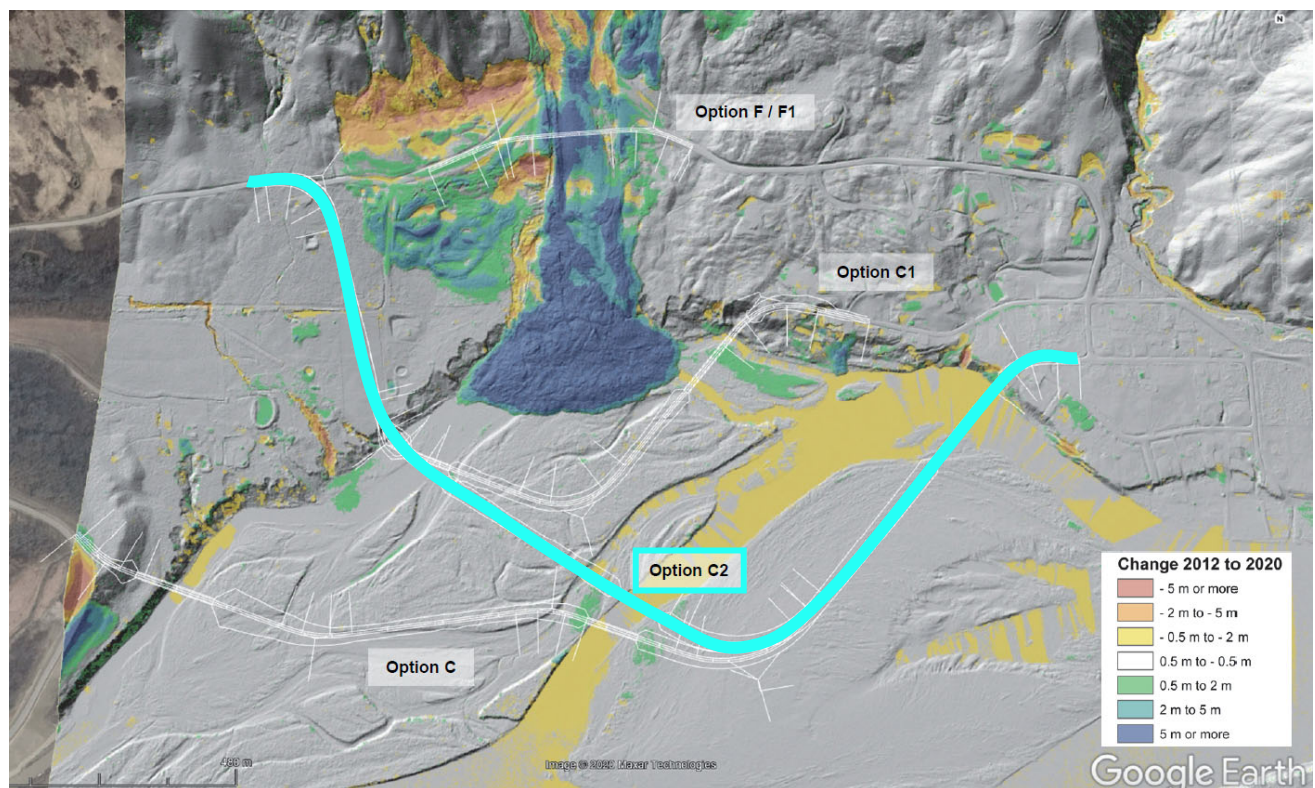 N
Option F / F1
Option C1
Option C2
Option C
Change 2012 to 2020
- 5 m or more
- 2 m to - 5 m
- 0.5 m to - 2 m
0.5 m to - 0.5 m
0.5 m to 2 m
2 m to 5 m
5 m or more
488 m
Image © 2020 Maxar Technologies
Google Earth